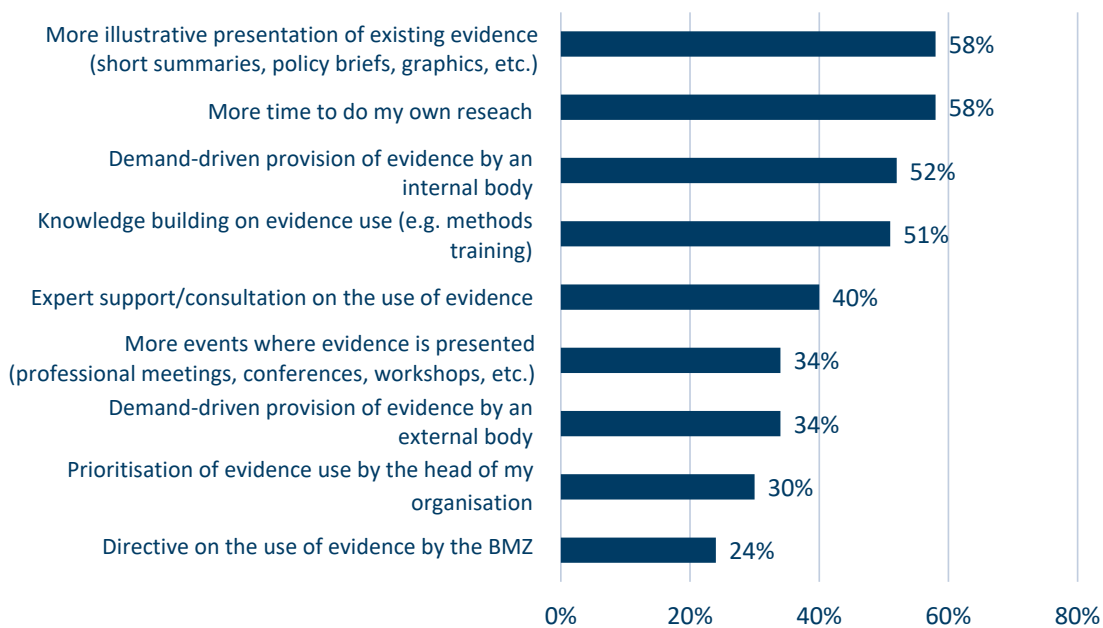 More illustrative presentation of existing evidence
(short summaries, policy briefs, graphics, etc.)
58%
More time to do my own reseach
58%
Demand-driven provision of evidence by an
internal body
52%
Knowledge building on evidence use (e.g. methods
training)
51%
Expert support/consultation on the use of evidence
40%
More events where evidence is presented
(professional meetings, conferences, workshops, etc.)
34%
Demand-driven provision of evidence by an
external body
34%
Prioritisation of evidence use by the head of my
organisation
30%
Directive on the use of evidence by the BMZ
24%
0% 20% 40% 60% 80%